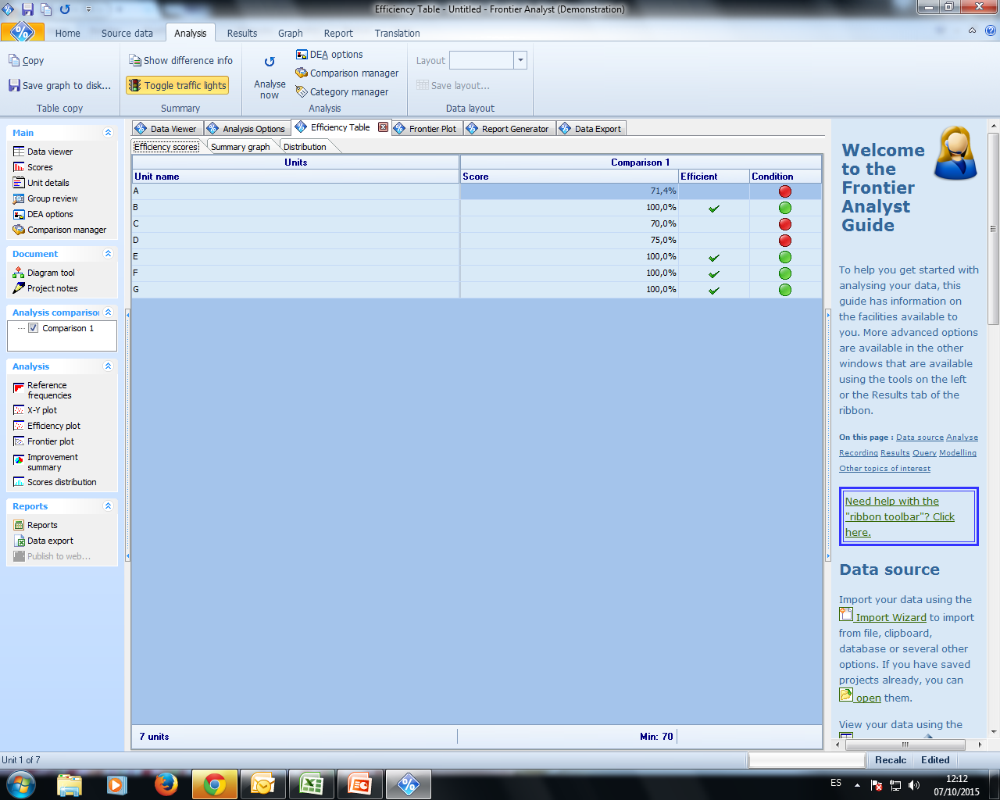 Efficiency Table - Untitled - Frontier Analyst (Demonstration)
Home Source data Analysis Results Graph Report Translation
Copy
Save graph to disk...
Table copy
Show difference info
Toggle traffic lights
Summary
Analyse now
DEA options
Comparison manager
Category manager
Analysis
Layout
Save layout...
Data layout
Main
Data viewer
Scores
Unit details
Group review
DEA options
Comparison manager
Document
Diagram tool
Project notes
Analysis comparison
Comparison 1
Analysis
Reference
frequencies
X-Y plot
Efficiency plot
Frontier plot
Improvement
summary
Scores distribution
Reports
Reports
Data export
Publish to web...
Data Viewer Analysis Options Efficiency Table Frontier Plot Report Generator Data Export
Efficiency scores Summary graph Distribution
Units Comparison 1
Unit name Score Efficient Condition
A 71,4%
B 100,0%
C 70,0%
D 75,0%
E 100,0%
F 100,0%
G 100,0%
7 units Min: 70
Welcome
to the
Frontier
Analyst
Guide
To help you get started with
analysing your data, this
guide has information on
the facilities available to
you. More advanced options
are available in the other
windows that are available
using the tools on the left
or the Results tab of the
ribbon.
On this page : Data source Analyse
Recording Results Query Modelling
Other topics of interest
Need help with the
"ribbon toolbar"? Click
here.
Data source
Import your data using the
Import Wizard to import
from file, clipboard,
database or several other
options. If you have saved
projects already, you can
open them.
View your data using the
Unit 1 of 7
Recalc Edited
ES
12:12
07/10/2015